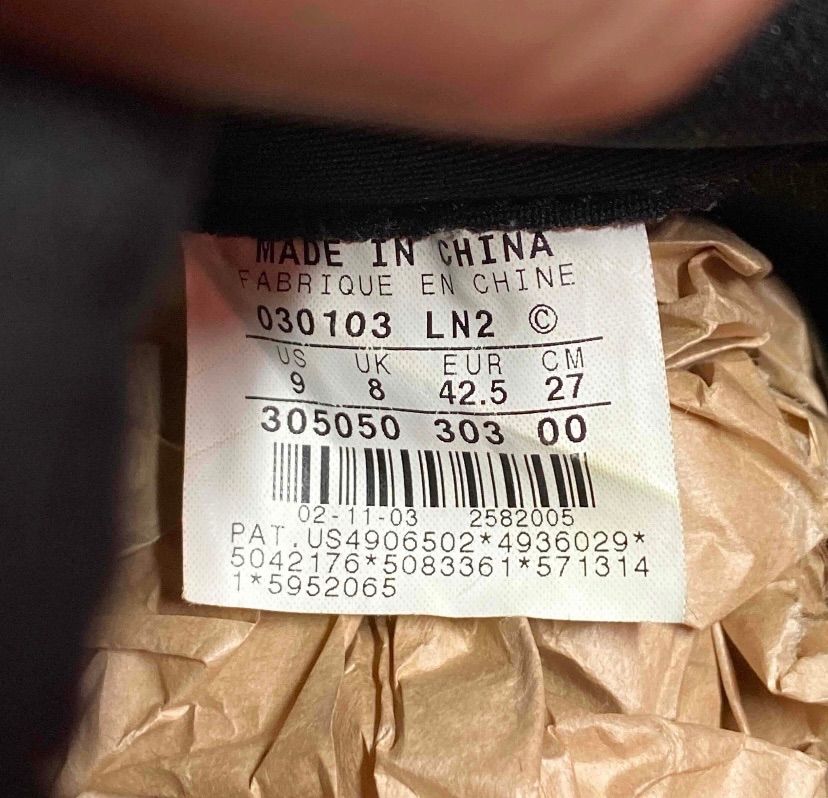 MADE IN CHINA
FABRIQUE EN CHINE
030103 LN2 ©
US UK EUR CM
9 8 42.5 27
305050 303 00
02-11-03 2582005
PAT.US4906502*4936029*
5042176*5083361*571314
1*5952065